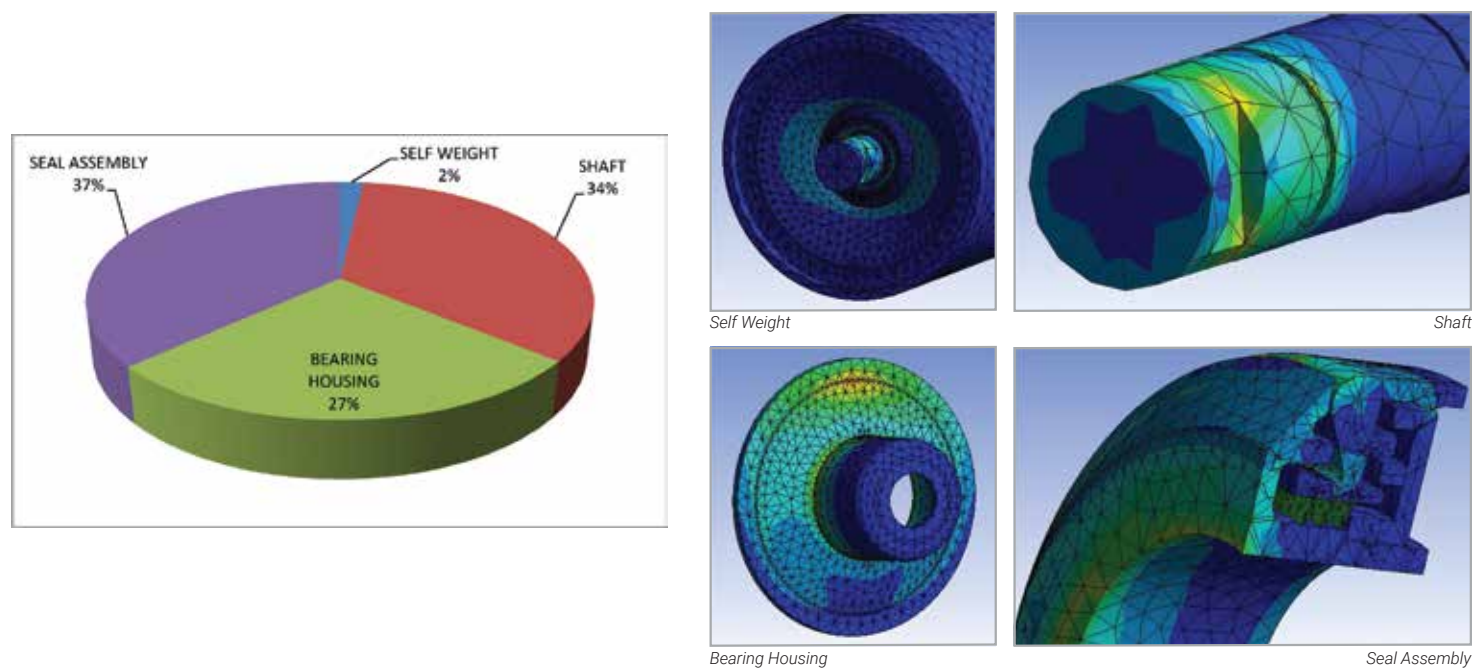 SEAL ASSEMBLY
37%
SELF WEIGHT
2%
SHAFT
34%
BEARING
HOUSING
27%
Self Weight
Shaft
Bearing Housing
Seal Assembly